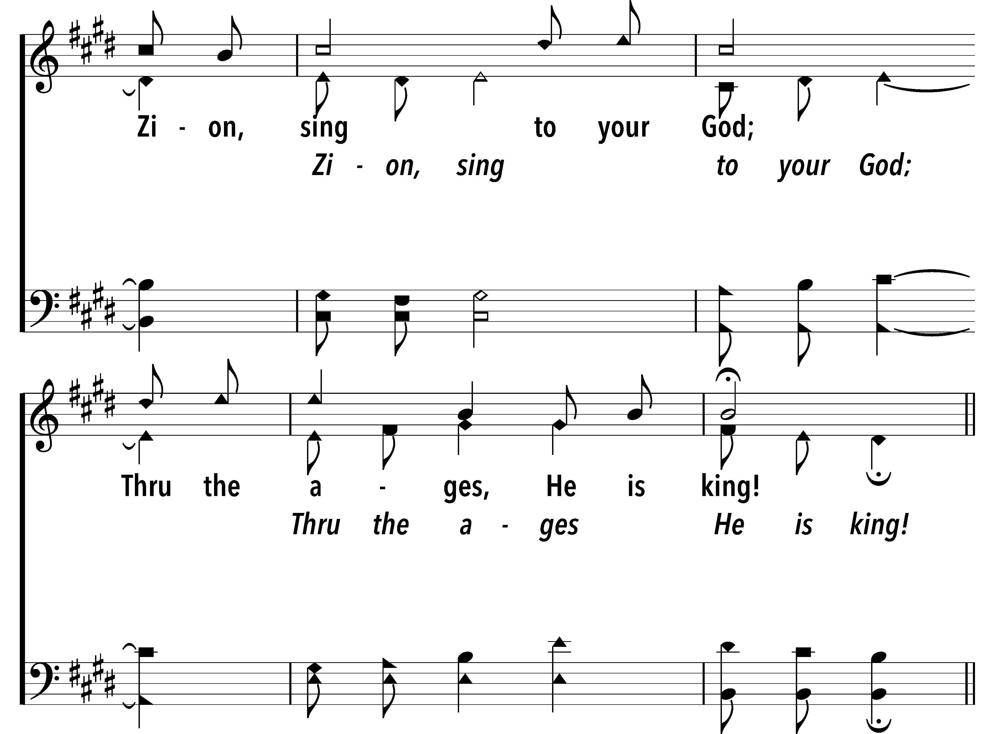 Zi - on, sing to your God;
Zi - on, sing to your God;
Thru the a - ges, He is king!
Thru the a - ges He is king!